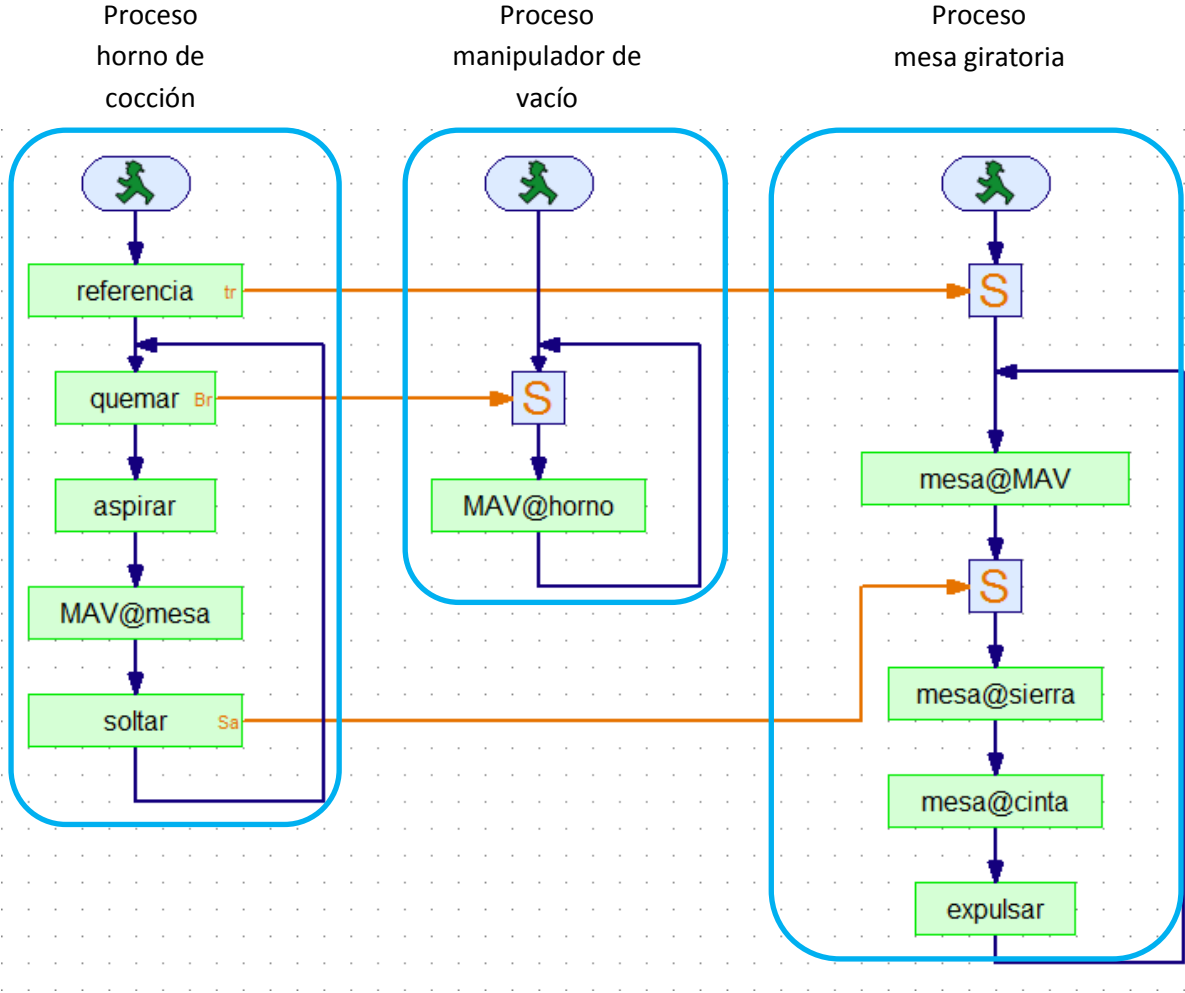 Proceso
horno de
cocción
Proceso
manipulador de
vacío
Proceso
mesa giratoria
referencia tr
quemar Br
aspirar
MAV@mesa
soltar Sa
S
MAV@horno
S
mesa@MAV
S
mesa@sierra
mesa@cinta
expulsar